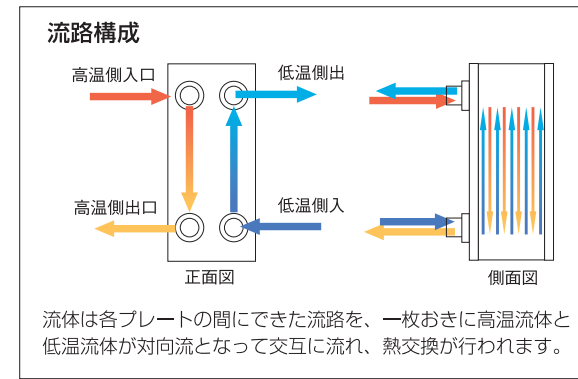 流路構成
高温側入口
低温側出
高温側出口
低温側入
正面図
側面図
流体は各プレートの間にできた流路を、一枚おきに高温流体と
低温流体が対向流となって交互に流れ、熱交換が行われます。